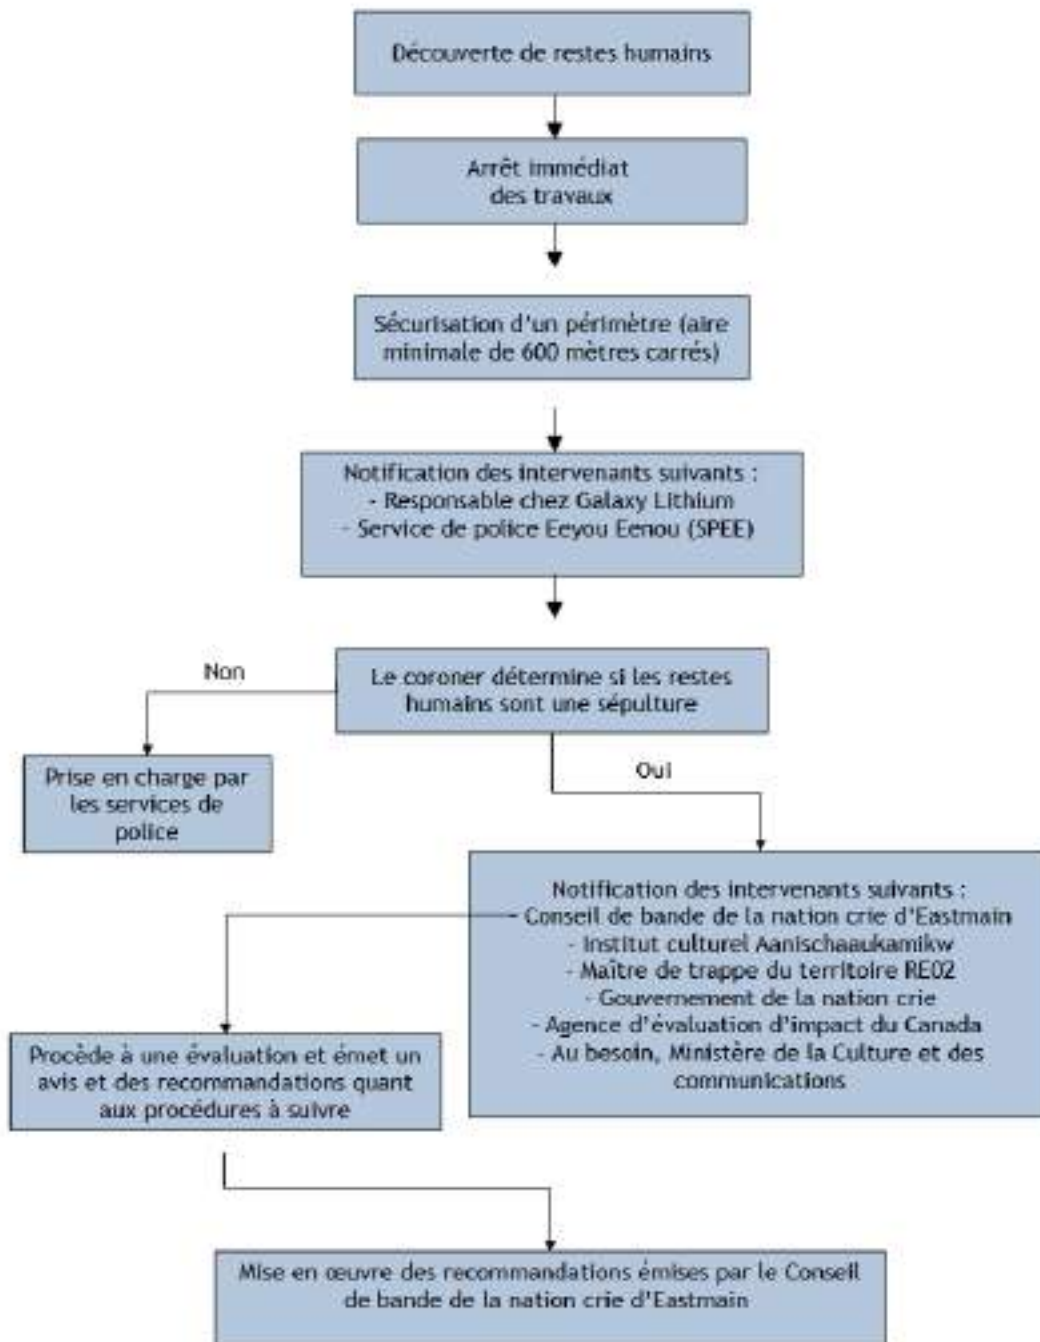 Découverte de restes humains
Arrêt immédiat
des travaux
Sécurisation d'un périmètre (aire
minimale de 600 mètres carrés)
Notification des intervenants suivants :
- Responsable chez Galaxy Lithium
- Service de police Eeyou Eenou (SPEE)
Le coroner détermine si les restes
humains sont une sépulture
Non
Prise en charge par
les services de
police
Oui
Notification des intervenants suivants :
- Conseil de bande de la nation crie d'Eastmain
- Institut culturel Aanischaaukamikw
- Maître de trappe du territoire RE02
- Gouvernement de la nation crie
- Agence d'évaluation d'impact du Canada
- Au besoin, Ministère de la Culture et des
communications
Procède à une évaluation et émet un
avis et des recommandations quant
aux procédures à suivre
Mise en œuvre des recommandations émises par le Conseil
de bande de la nation crie d'Eastmain